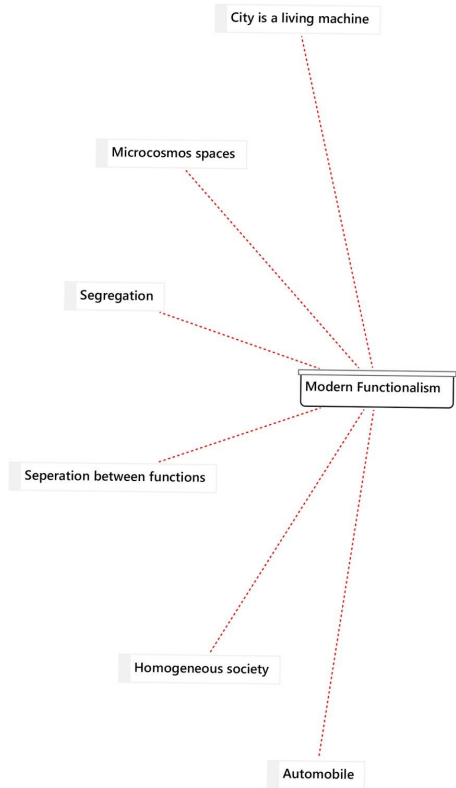 City is a living machine
Microcosmos spaces
Segregation
Modern Functionalism
Seperation between functions
Homogeneous society
Automobile